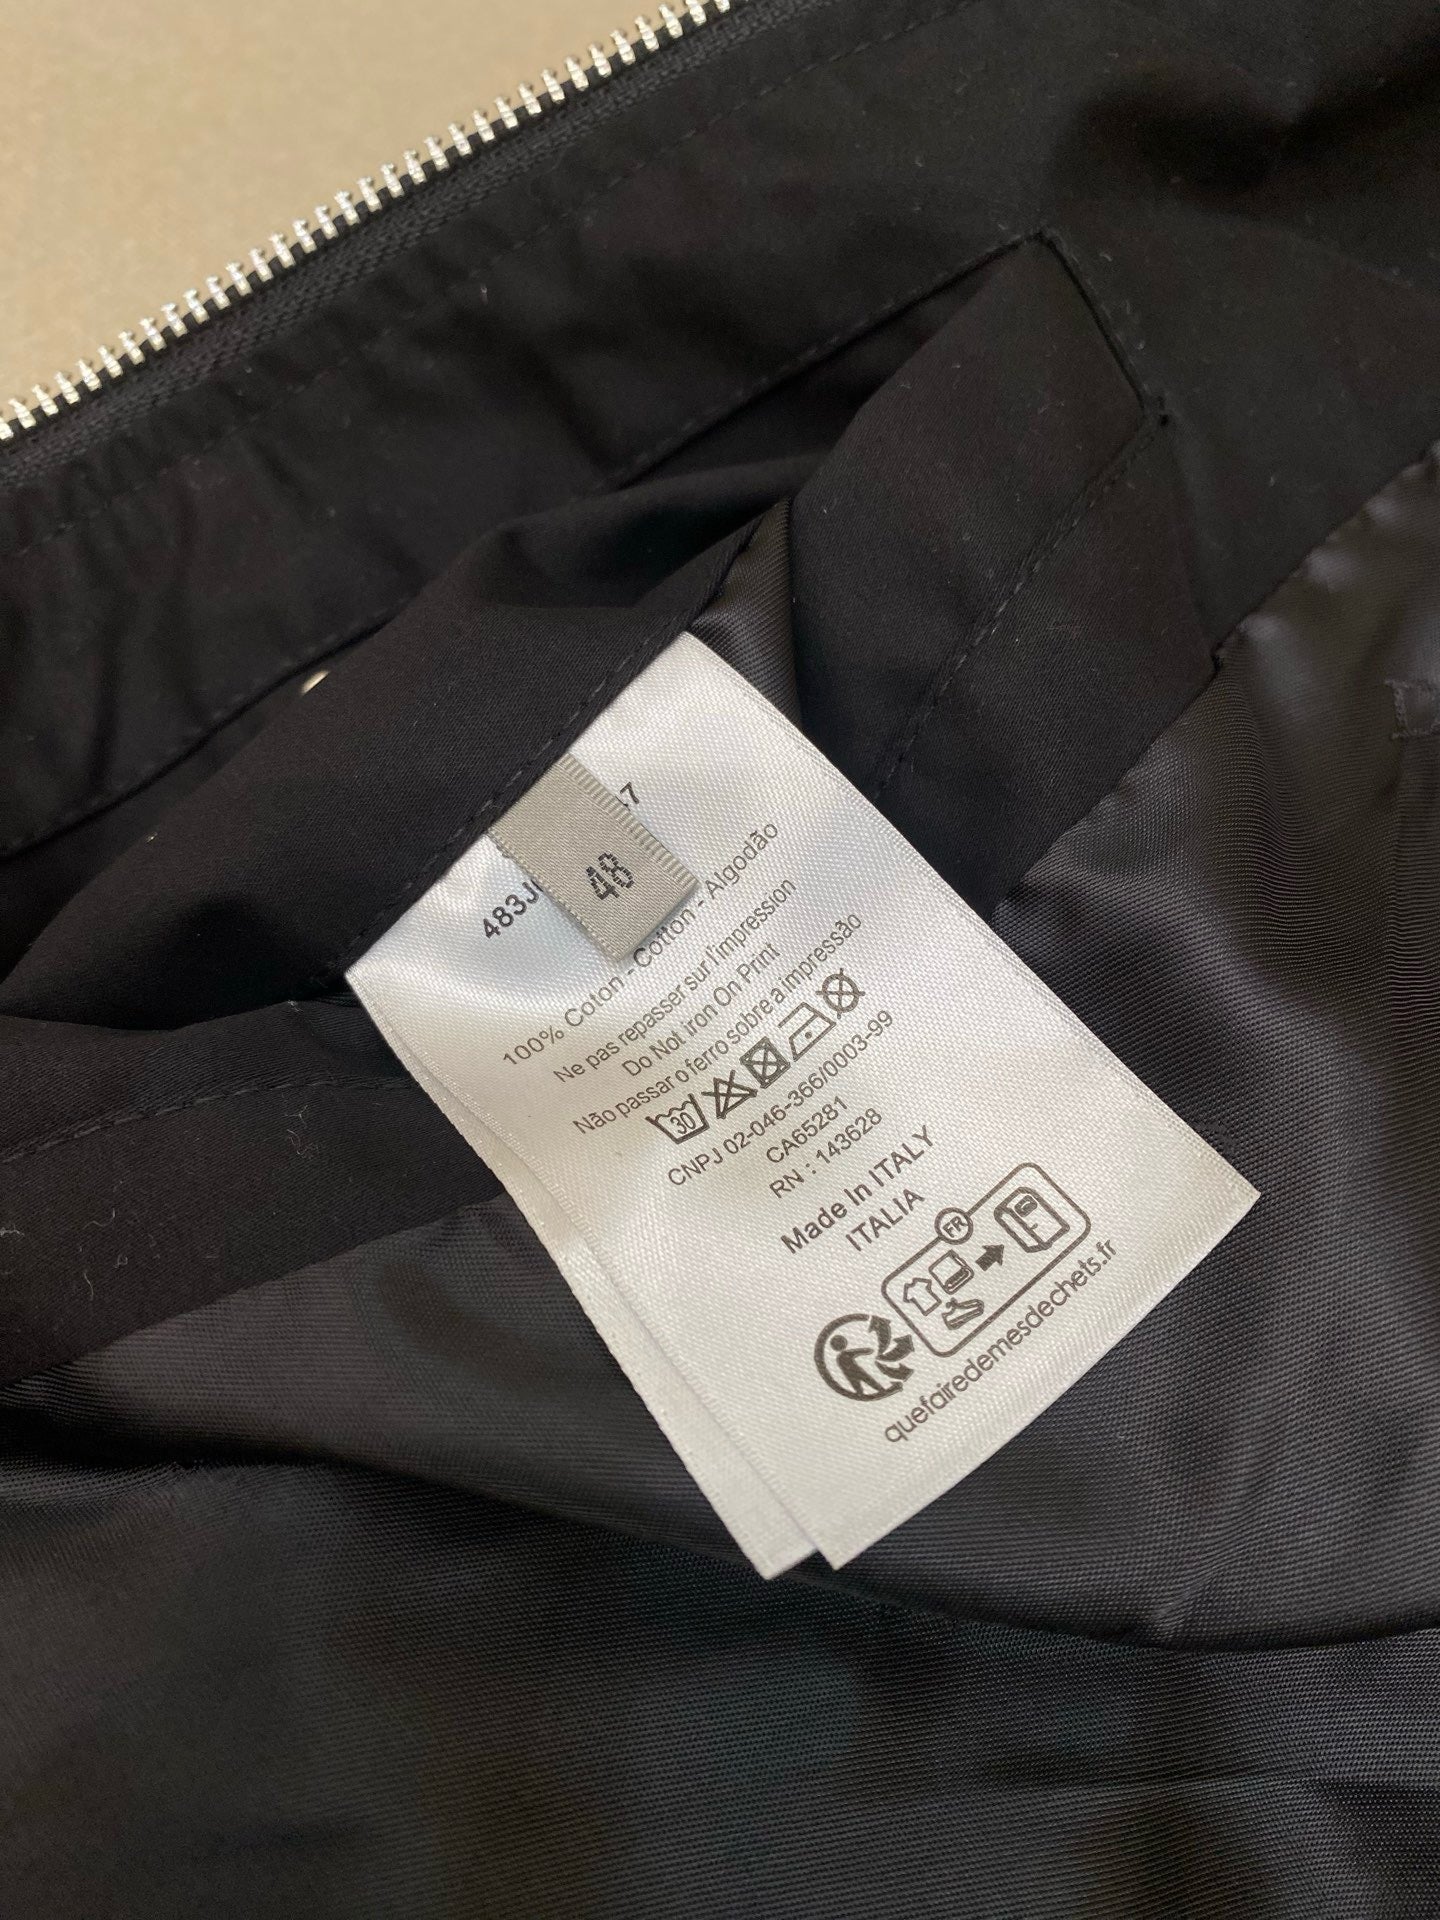 48
483J
7
100% Coton - Cotton - Algodão
Ne pas repasser sur l'impression
Do Not Iron On Print
Não passar o ferro sobre a impressão
30
CNPJ 02-046-366/0003-99
CA65281
RN : 143628
Made In ITALY
ITALIA
FR
quefairedemesdechets.fr